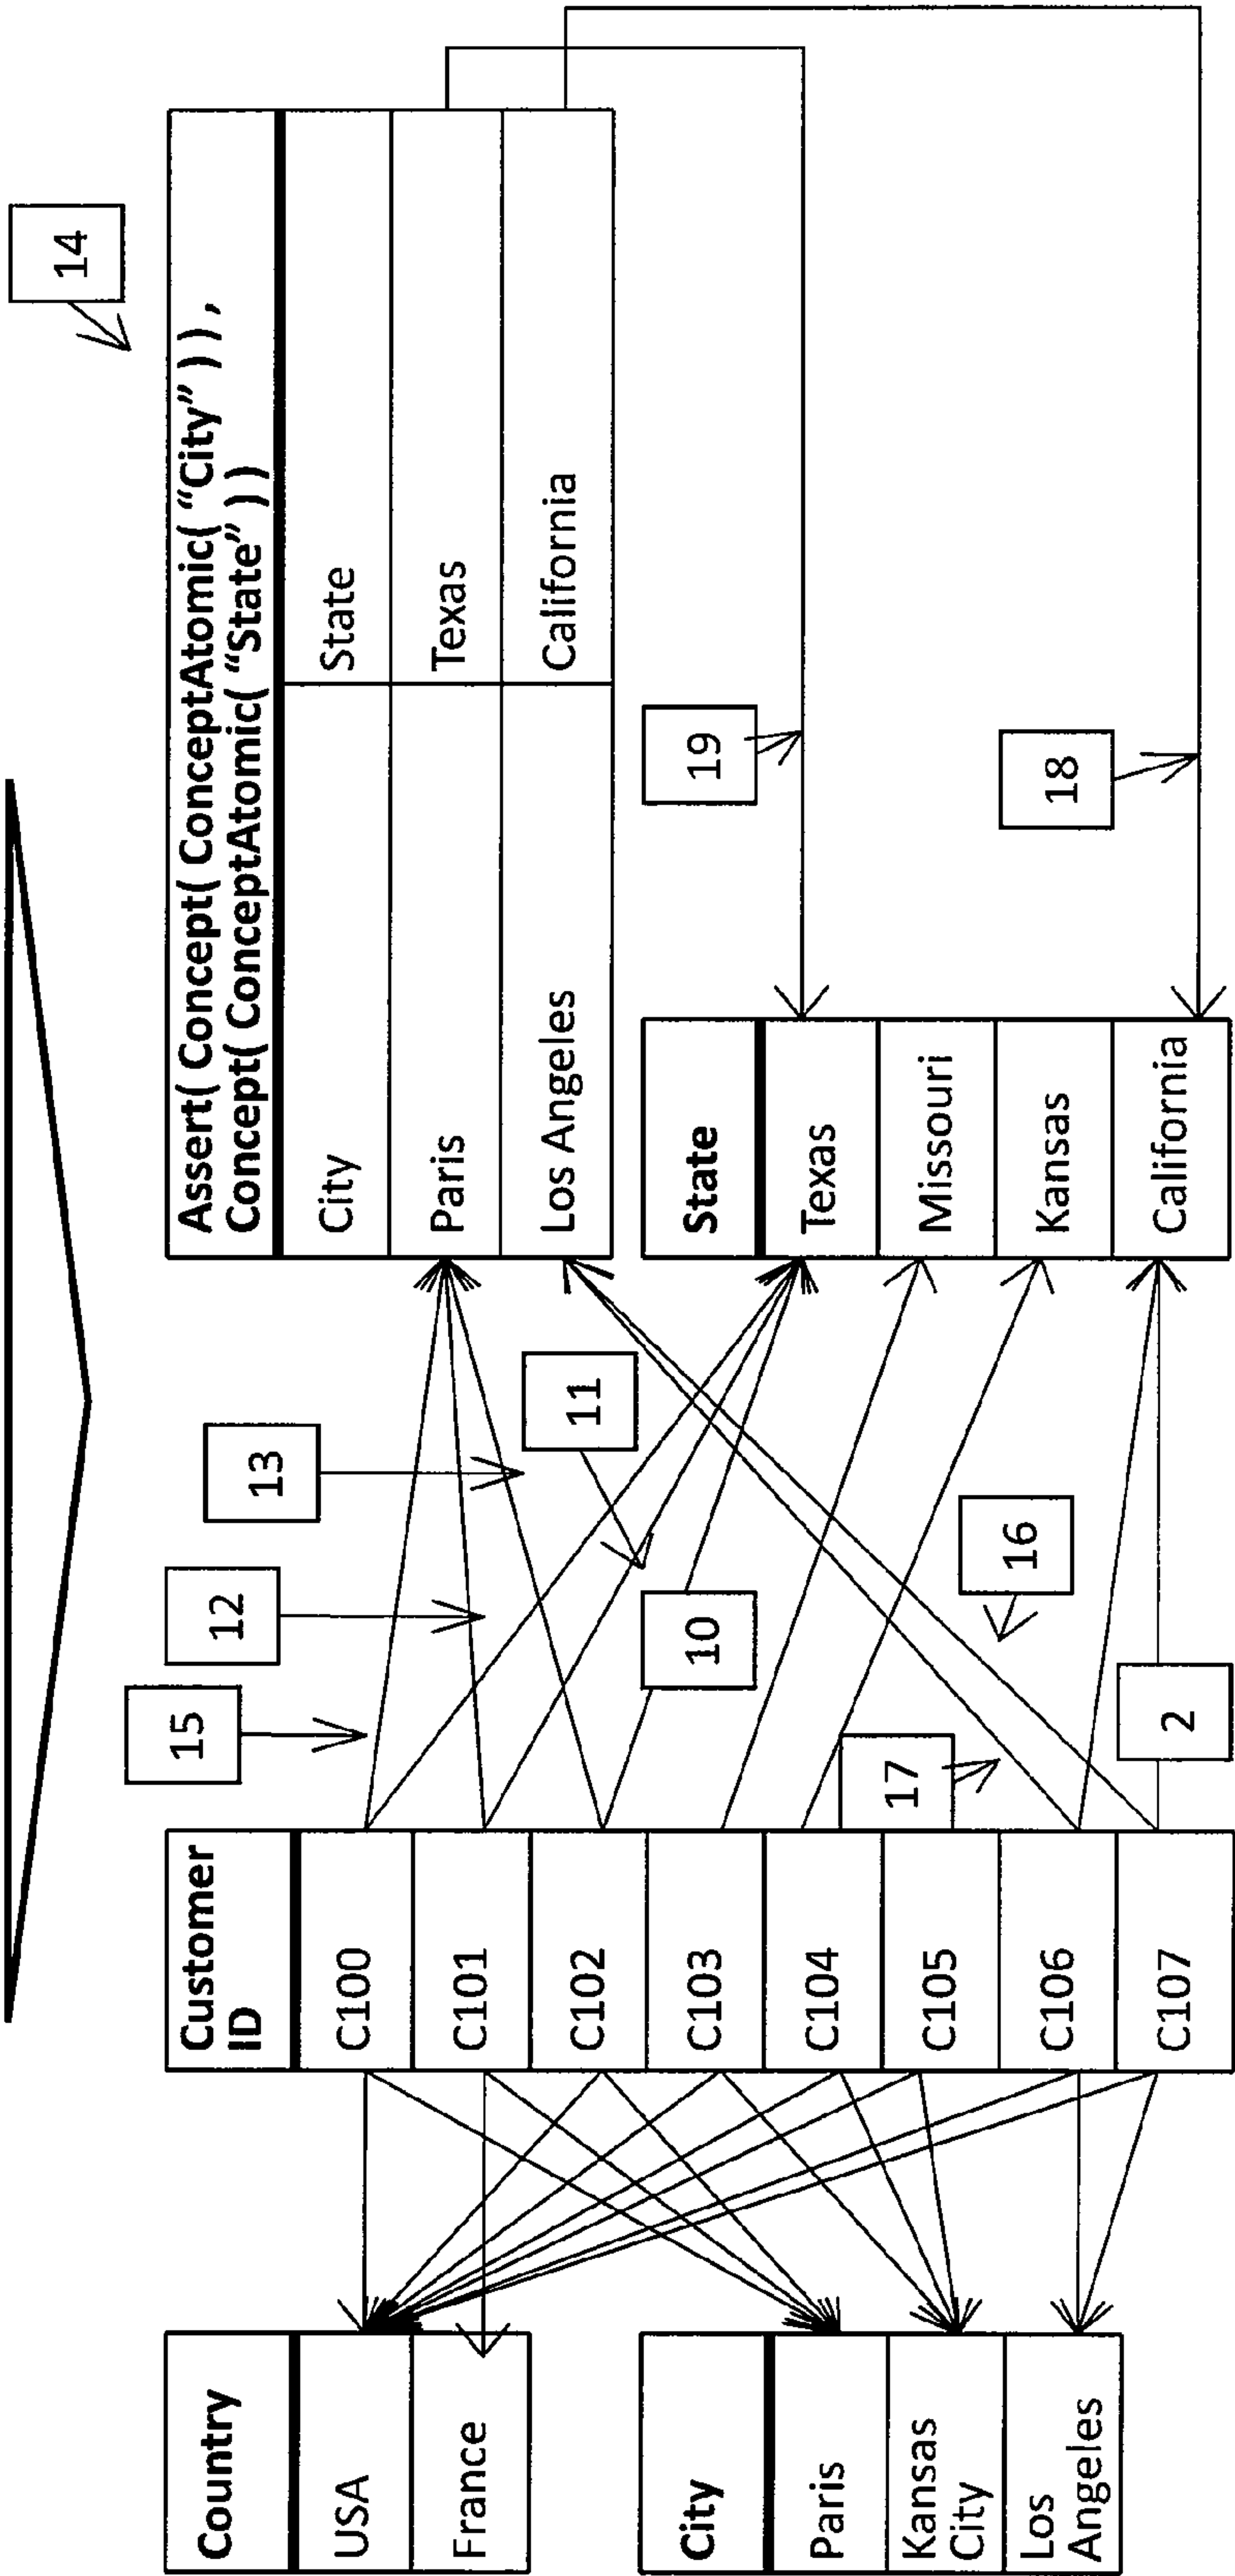 Country
USA
France
City
Paris
Kansas
City
Los
Angeles
Customer
ID
C100
C101
C102
C103
C104
C105
C106
C107
15
12
13
11
10
17
16
2
14
Assert( Concept( ConceptAtomic( “City” ) ),
Concept( ConceptAtomic( “State” ) )
City State
Paris Texas
Los Angeles California
State
Texas
Missouri
Kansas
California
19
18